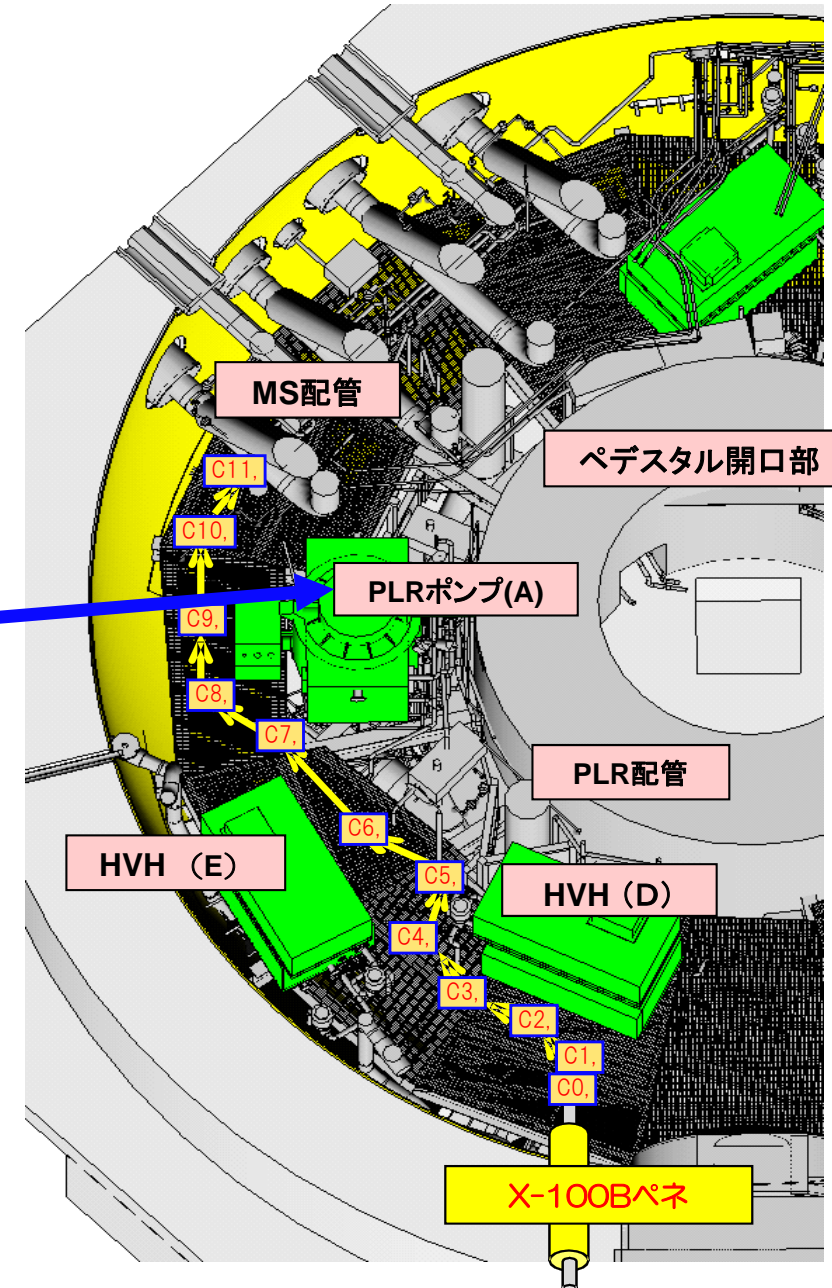 MS配管
ペデスタル開口部
C11,
C10,
PLRポンプ(A)
C9,
C8,
C7,
PLR配管
C6,
HVH （E）
C5,
HVH（D）
C4,
C3,
C2,
C1,
C0,
X-100Bペネ